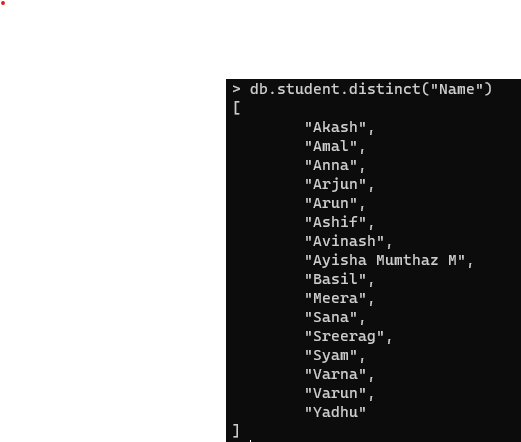 > db.student.distinct("Name")
[
        "Akash",
        "Amal",
        "Anna",
        "Arjun",
        "Arun",
        "Ashif",
        "Avinash",
        "Ayisha Mumthaz M",
        "Basil",
        "Meera",
        "Sana",
        "Sreerag",
        "Syam",
        "Varna",
        "Varun",
        "Yadhu"
]